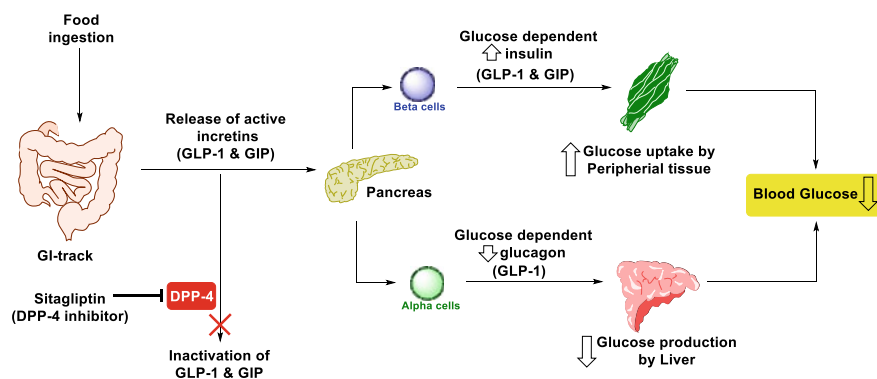 Food
ingestion
GI-track
Release of active
incretins
(GLP-1 & GIP)
Sitagliptin
(DPP-4 inhibitor)
DPP-4
Inactivation of
GLP-1 & GIP
Pancreas
Beta cells
Glucose dependent
insulin
(GLP-1 & GIP)
Glucose uptake by
Peripherial tissue
Alpha cells
Glucose dependent
glucagon
(GLP-1)
Glucose production
by Liver
Blood Glucose